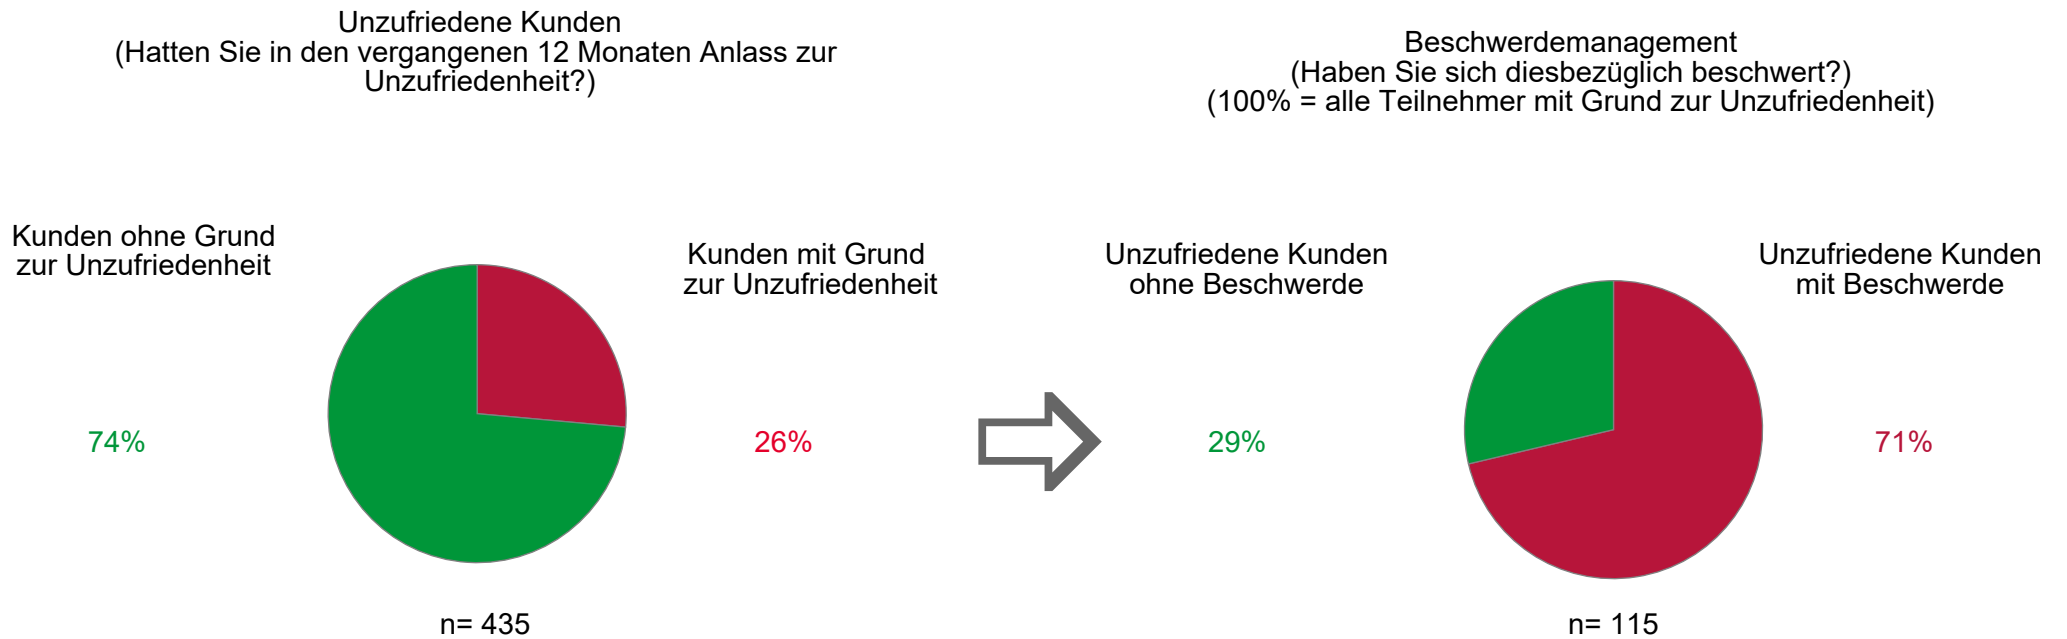 Unzufriedene Kunden
(Hatten Sie in den vergangenen 12 Monaten Anlass zur
Unzufriedenheit?)
Beschwerdemanagement
(Haben Sie sich diesbezüglich beschwert?)
(100% = alle Teilnehmer mit Grund zur Unzufriedenheit)
Kunden ohne Grund
zur Unzufriedenheit
Kunden mit Grund
zur Unzufriedenheit
Unzufriedene Kunden
ohne Beschwerde
Unzufriedene Kunden
mit Beschwerde
74%
26%
29%
71%
n= 435
n= 115